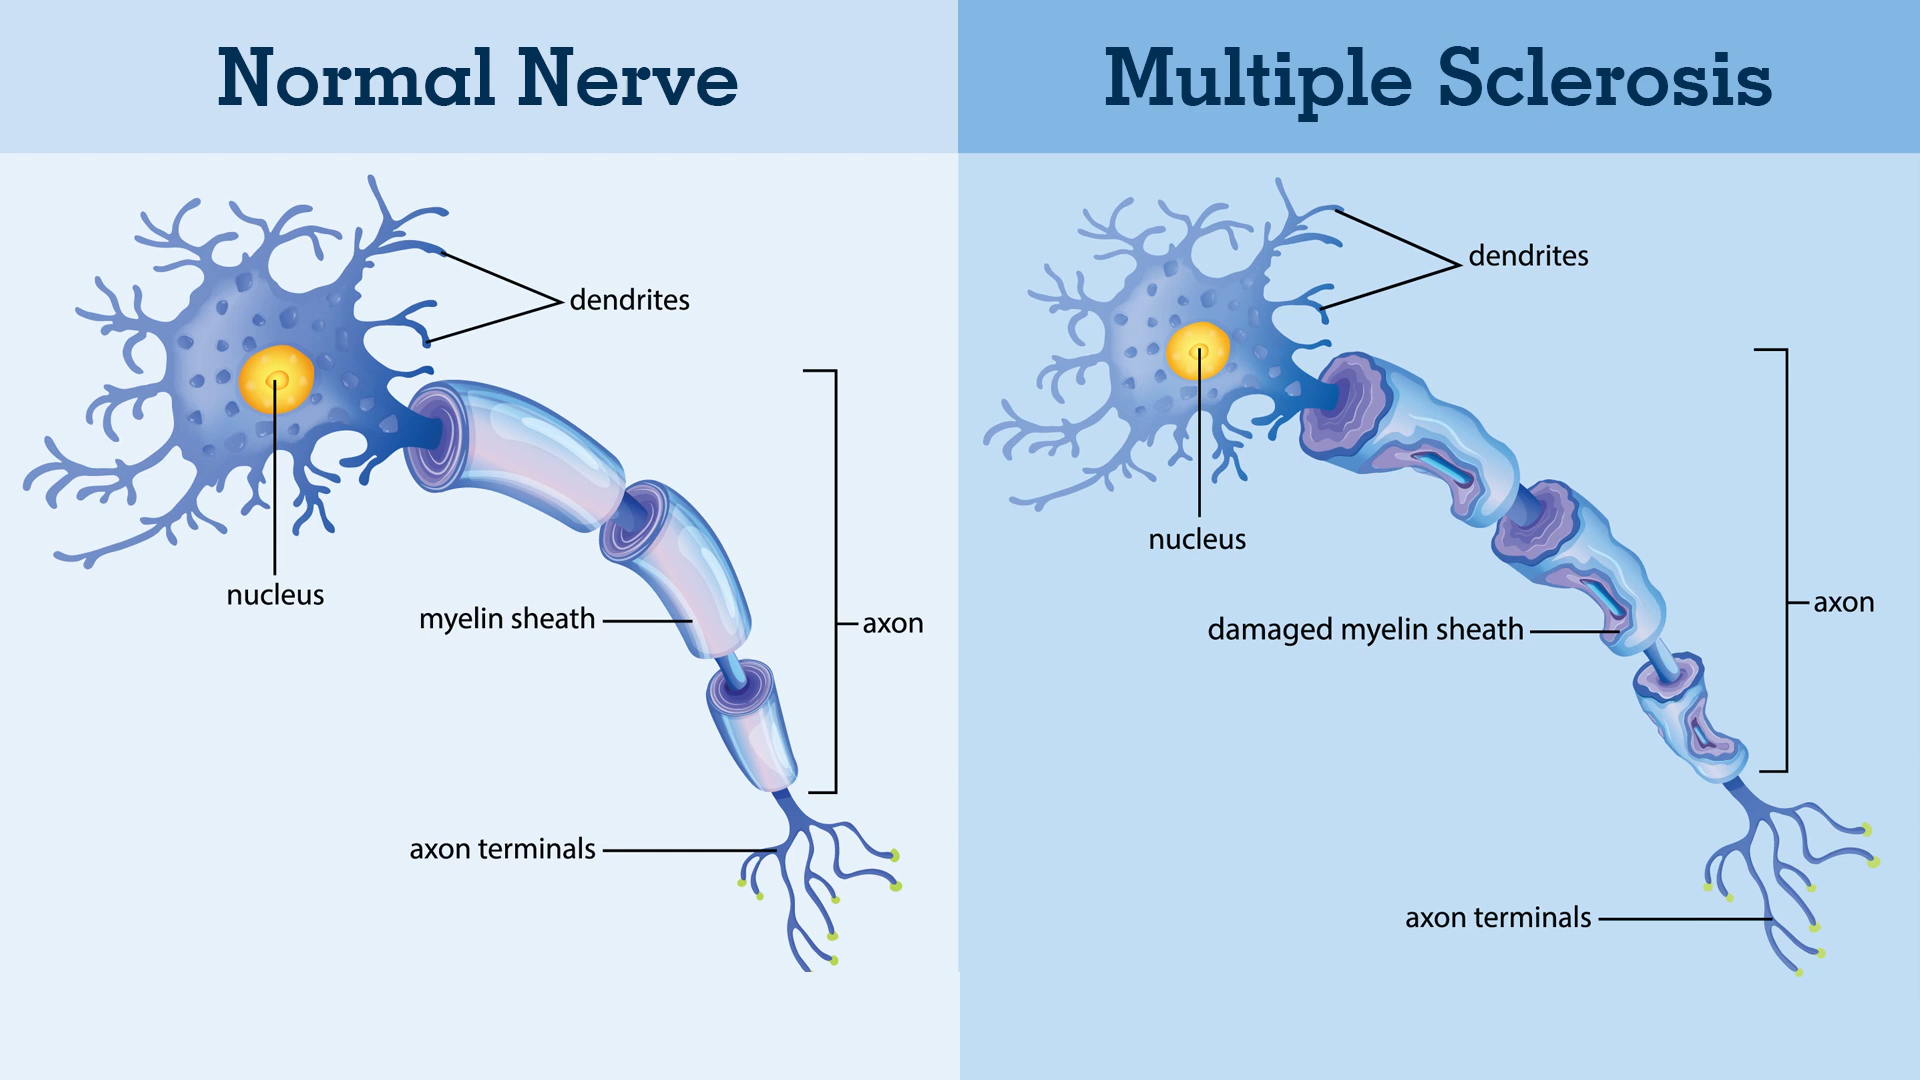 Normal Nerve
dendrites
nucleus
myelin sheath
axon
axon terminals
Multiple Sclerosis
dendrites
nucleus
damaged myelin sheath
axon
axon terminals